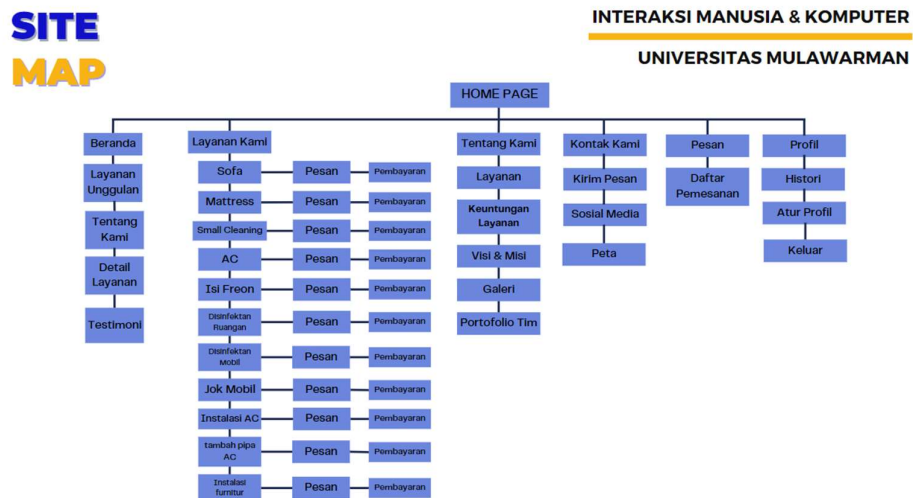 SITE
MAP
INTERAKSI MANUSIA & KOMPUTER
UNIVERSITAS MULAWARMAN
HOME PAGE
Beranda
Layanan
Unggulan
Tentang
Kami
Detail
Layanan
Testimoni
Layanan Kami
Sofa
Pesan
Pembayaran
Mattress
Pesan
Pembayaran
Small Cleaning
Pesan
Pembayaran
AC
Pesan
Pembayaran
Isi Freon
Pesan
Pembayaran
Disinfektan
Ruangan
Pesan
Pembayaran
Disinfektan
Mobil
Pesan
Pembayaran
Jok Mobil
Pesan
Pembayaran
Instalasi AC
Pesan
Pembayaran
tambah pipa
AC
Pesan
Pembayaran
Instalasi
furnitur
Pesan
Pembayaran
Tentang Kami
Layanan
Keuntungan
Layanan
Visi & Misi
Galeri
Portofolio Tim
Kontak Kami
Kirim Pesan
Sosial Media
Peta
Pesan
Daftar
Pemesanan
Profil
Histori
Atur Profil
Keluar